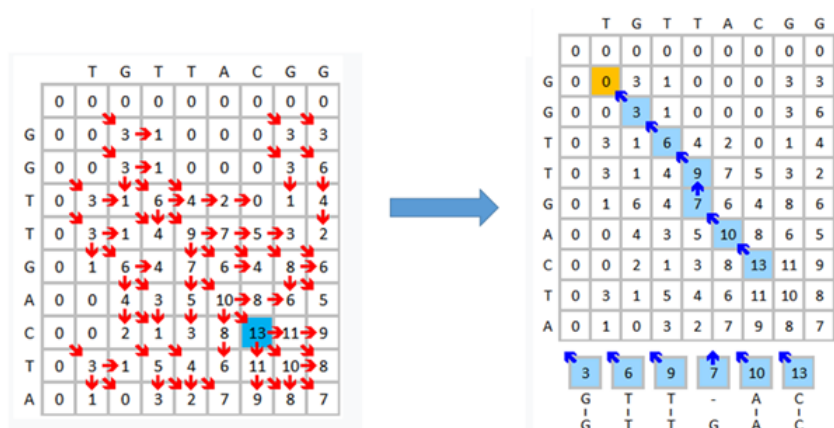 T G T T A C G G
0 0 0 0 0 0 0 0 0
G 0 0 3 1 0 0 0 3 3
G 0 0 3 1 0 0 0 3 6
T 0 3 1 6 4 2 0 1 4
T 0 3 1 4 9 7 5 3 2
G 0 1 6 4 7 6 4 8 6
A 0 0 4 3 5 10 8 6 5
C 0 0 2 1 3 8 13 11 9
T 0 3 1 5 4 6 11 10 8
A 0 1 0 3 2 7 9 8 7
T G T T A C G G
0 0 0 0 0 0 0 0 0
G 0 0 3 1 0 0 0 3 3
G 0 0 3 1 0 0 0 3 6
T 0 3 1 6 4 2 0 1 4
T 0 3 1 4 9 7 5 3 2
G 0 1 6 4 7 6 4 8 6
A 0 0 4 3 5 10 8 6 5
C 0 0 2 1 3 8 13 11 9
T 0 3 1 5 4 6 11 10 8
A 0 1 0 3 2 7 9 8 7
3 6 9 7 10 13
G T T - A C
G T T G A C